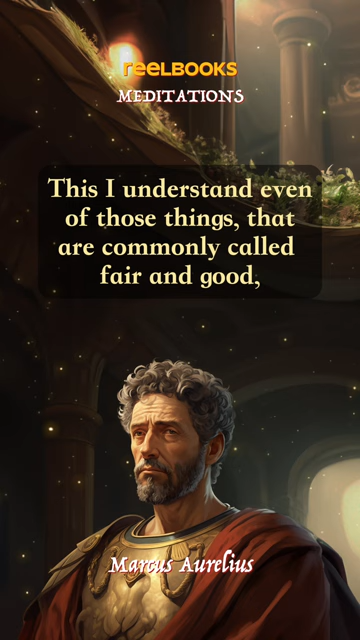 reelbooks
MEDITATIONS
This I understand even
of those things, that
are commonly called
fair and good,
Marcus Aurelius